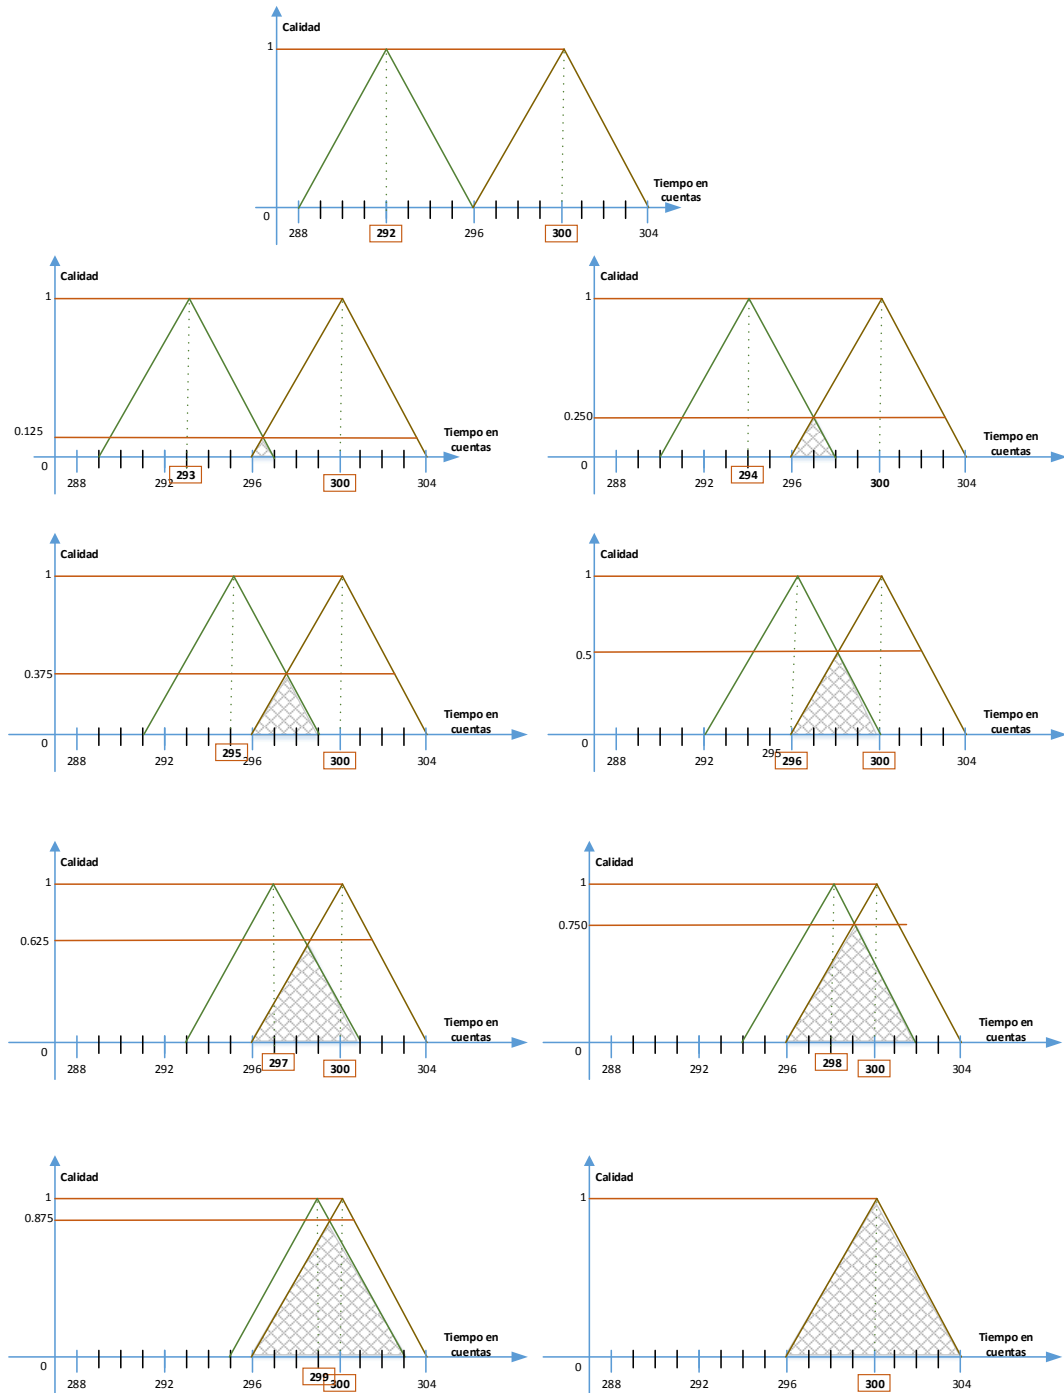 Calidad
1
Tiempo en
cuentas
0
288
292
296
300
304
Calidad
1
0.125
Tiempo en
cuentas
0
288
292
293
296
300
304
Calidad
1
0.250
Tiempo en
cuentas
0
288
292
294
296
300
304
Calidad
1
0.375
Tiempo en
cuentas
0
288
292
295
296
300
304
Calidad
1
0.5
Tiempo en
cuentas
0
288
292
295
296
300
304
Calidad
1
0.625
Tiempo en
cuentas
0
288
292
296
297
300
304
Calidad
1
0.750
Tiempo en
cuentas
0
288
292
296
298
300
304
Calidad
1
0.875
Tiempo en
cuentas
0
288
292
296
299
300
304
Calidad
1
Tiempo en
cuentas
0
288
292
296
300
304